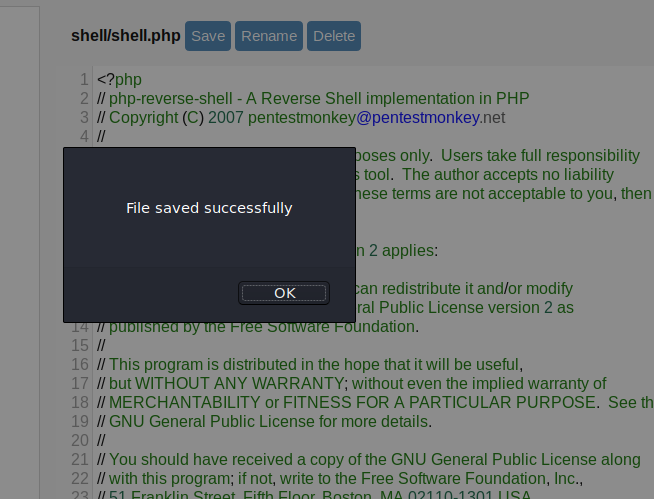 shell/shell.php Save Rename Delete
1 <?php
2 // php-reverse-shell - A Reverse Shell implementation in PHP
3 // Copyright (C) 2007 pentestmonkey@pentestmonkey.net
4 //
poses only. Users take full responsibility
s tool. The author accepts no liability
hese terms are not acceptable to you, then
File saved successfully
n 2 applies:
can redistribute it and/or modify
OK
ral Public License version 2 as
14 // published by the Free Software Foundation.
15 //
16 // This program is distributed in the hope that it will be useful,
17 // but WITHOUT ANY WARRANTY; without even the implied warranty of
18 // MERCHANTABILITY or FITNESS FOR A PARTICULAR PURPOSE. See th
19 // GNU General Public License for more details.
20 //
21 // You should have received a copy of the GNU General Public License along
22 // with this program; if not, write to the Free Software Foundation, Inc.,
23 // 51 Franklin Street, Fifth Floor, Boston, MA 02110-1301 USA